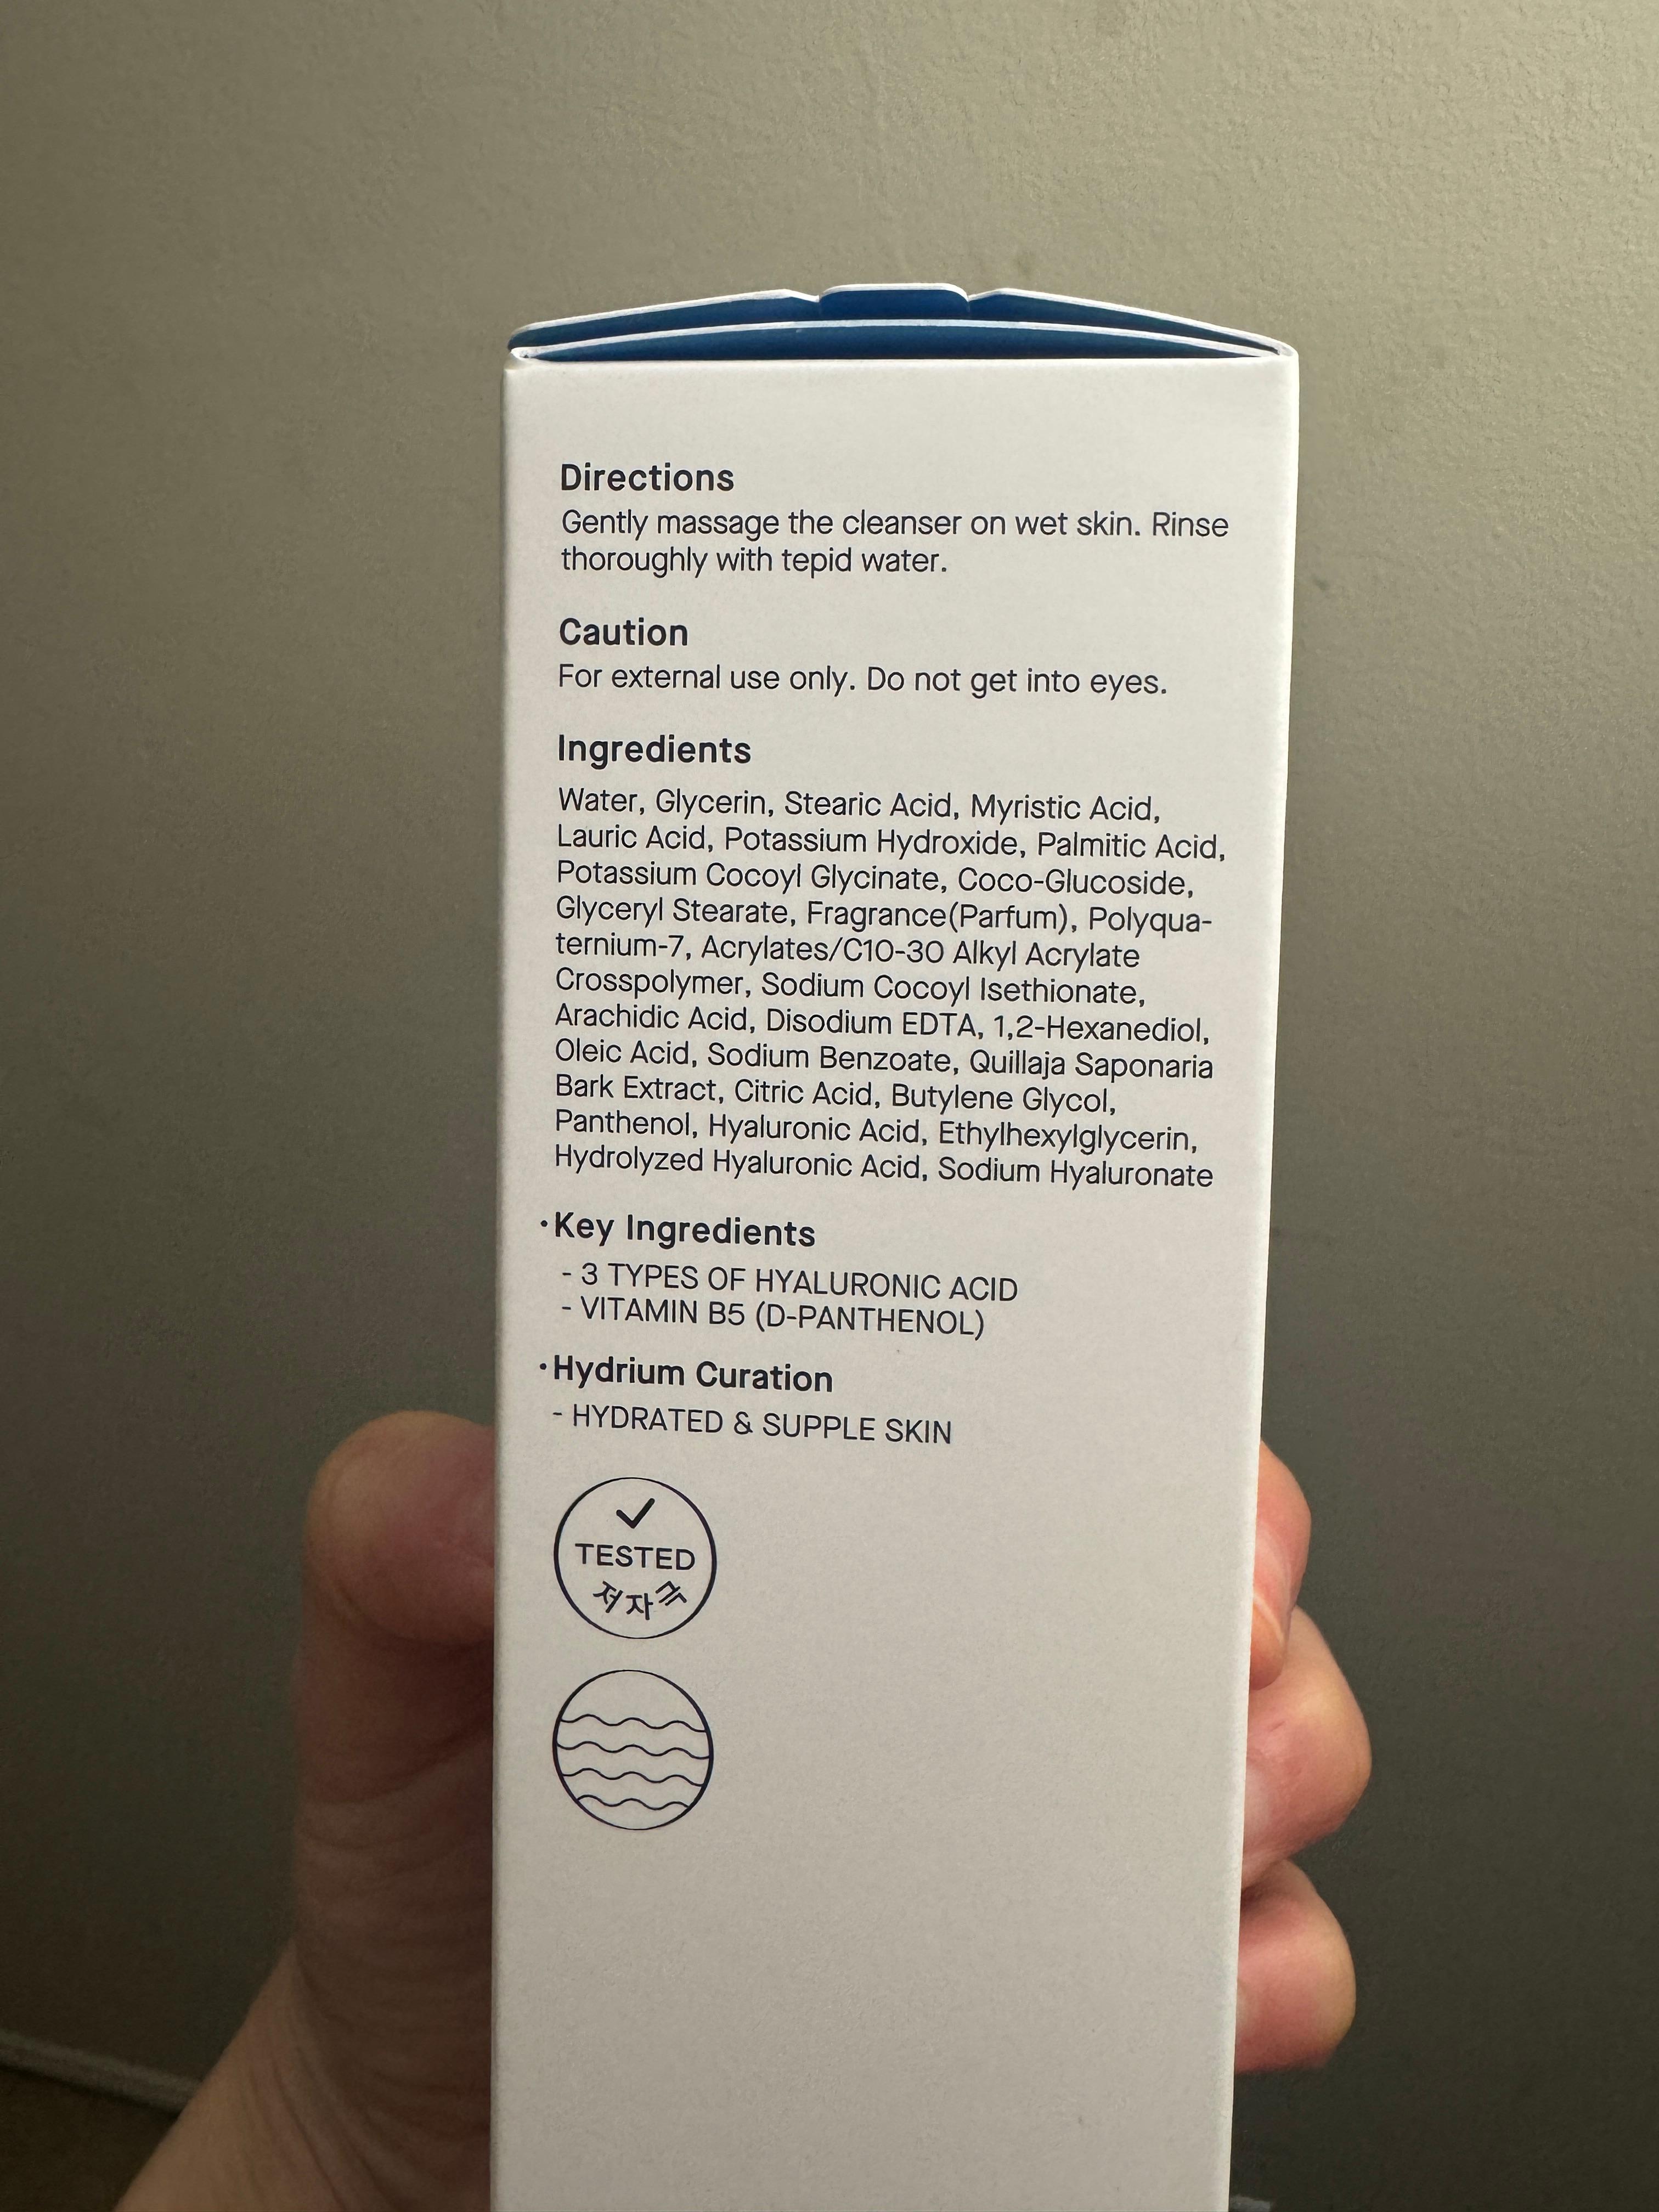 Directions
Gently massage the cleanser on wet skin. Rinse
thoroughly with tepid water.
Caution
For external use only. Do not get into eyes.
Ingredients
Water, Glycerin, Stearic Acid, Myristic Acid,
Lauric Acid, Potassium Hydroxide, Palmitic Acid,
Potassium Cocoyl Glycinate, Coco-Glucoside,
Glyceryl Stearate, Fragrance(Parfum), Polyqua-
ternium-7, Acrylates/C10-30 Alkyl Acrylate
Crosspolymer, Sodium Cocoyl Isethionate,
Arachidic Acid, Disodium EDTA, 1,2-Hexanediol,
Oleic Acid, Sodium Benzoate, Quillaja Saponaria
Bark Extract, Citric Acid, Butylene Glycol,
Panthenol, Hyaluronic Acid, Ethylhexylglycerin,
Hydrolyzed Hyaluronic Acid, Sodium Hyaluronate
·Key Ingredients
- 3 TYPES OF HYALURONIC ACID
- VITAMIN B5 (D-PANTHENOL)
·Hydrium Curation
- HYDRATED & SUPPLE SKIN
TESTED
저자극